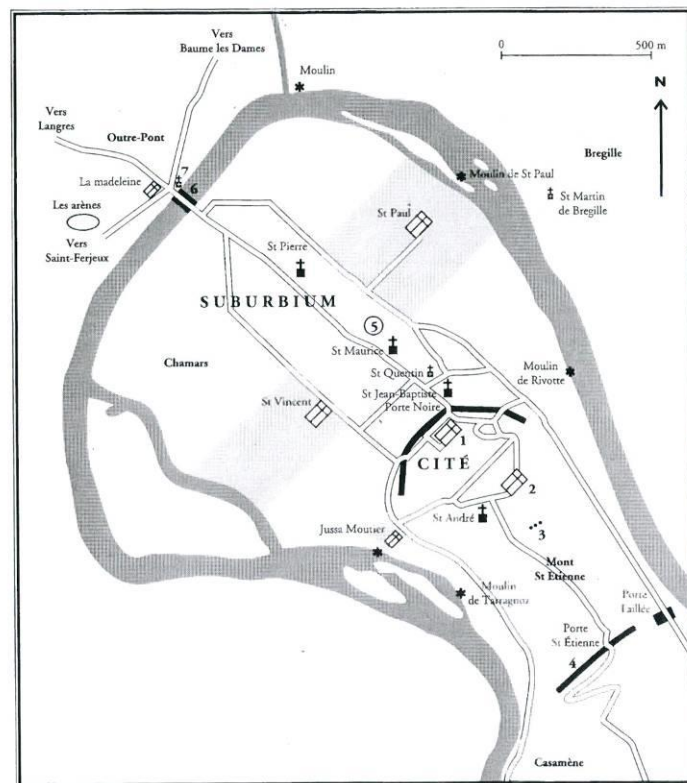 Vers
Baume les Dames
0 500 m
Moulin
N
Vers
Langres
Outre-Pont
Bregille
7
Moulin de St Paul
6
La madeleine
St Martin
de Bregille
Les arènes
St Paul
Vers
Saint-Ferjeux
St Pierre
SUBURBIUM
5
St Maurice
Chamars
St Quentin
Moulin
de Rivotte
St Jean-Baptiste
St Vincent
Porte Noire
1
CITÉ
2
St André
3
Jussa Moutier
Mont
St Étienne
Moulin
de Tarragnoz
Porte
Taillée
Porte
St Étienne
4
Casamène